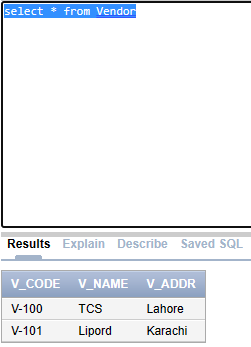 select * from Vendor
Results Explain Describe Saved SQL
V_CODE V_NAME V_ADDR
V-100 TCS Lahore
V-101 Lipord Karachi